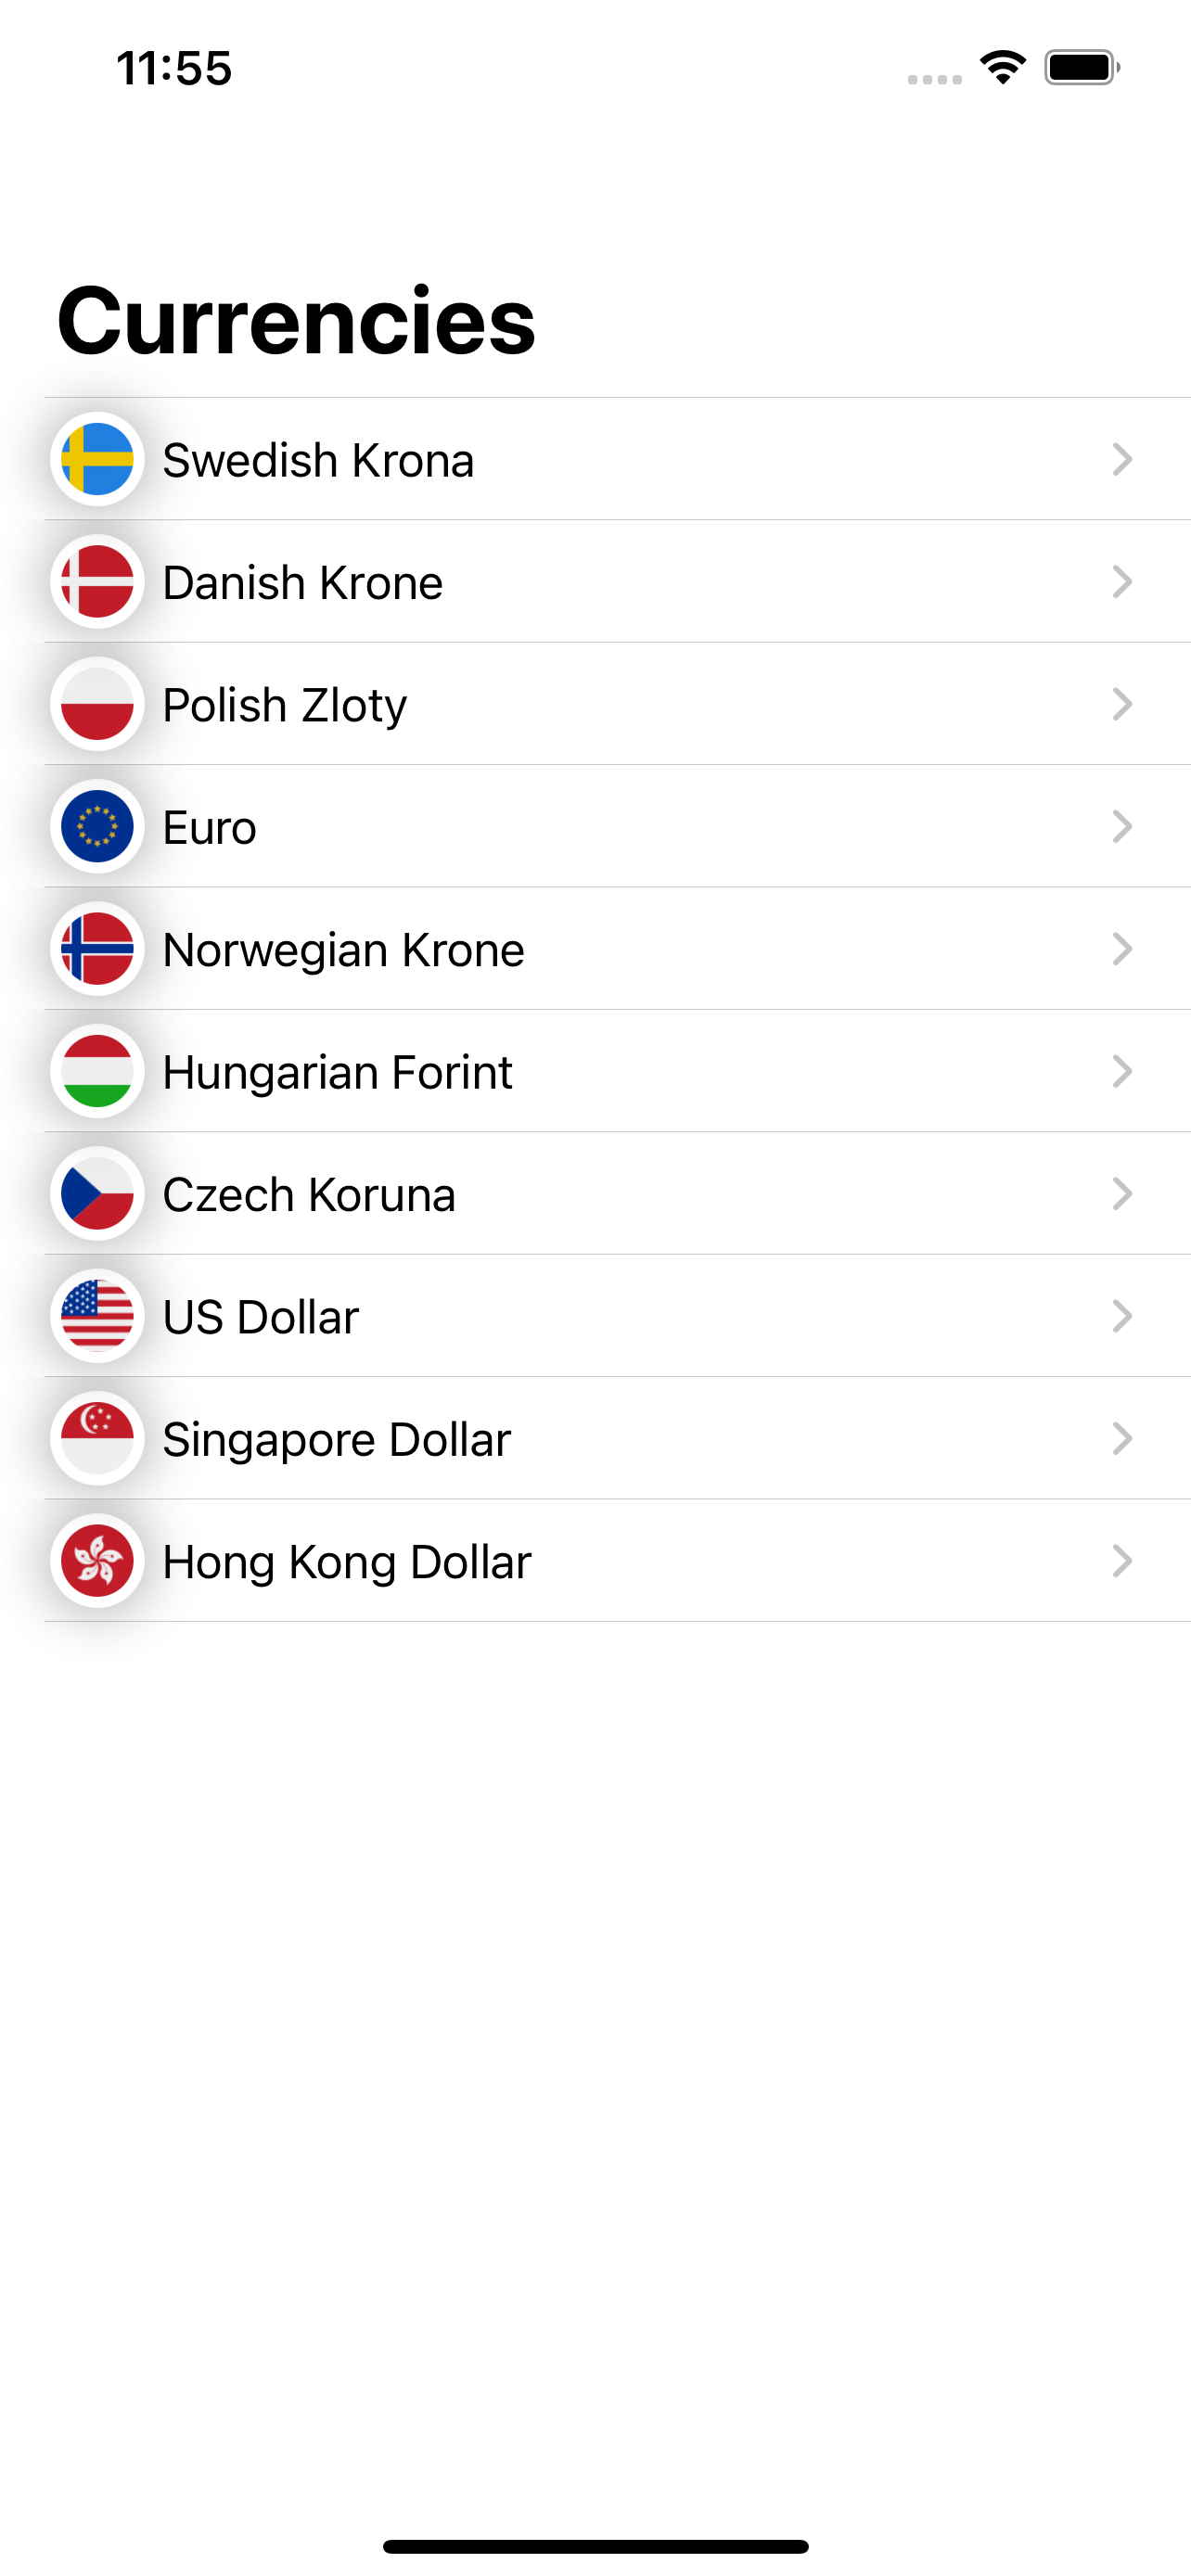 11:55
Currencies
Swedish Krona
Danish Krone
Polish Zloty
Euro
Norwegian Krone
Hungarian Forint
Czech Koruna
US Dollar
Singapore Dollar
Hong Kong Dollar